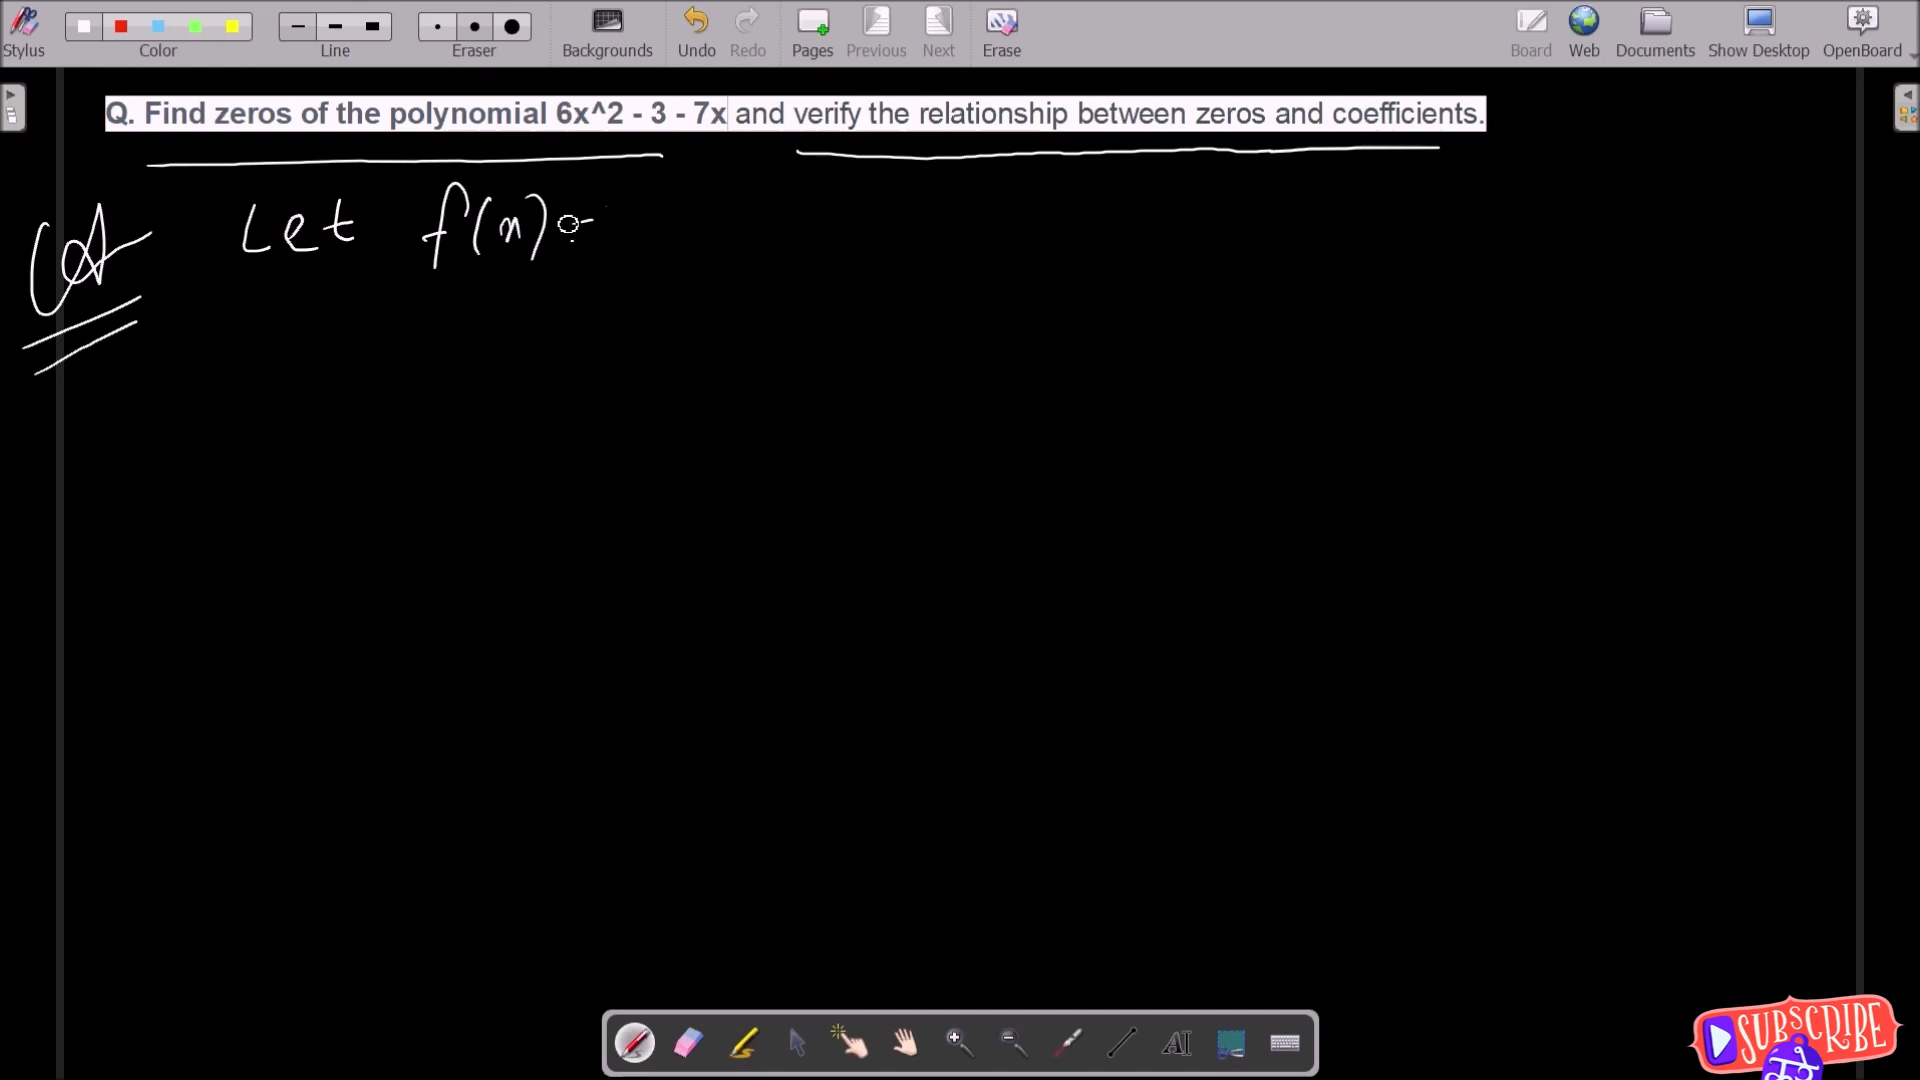 Stylus Color Line Eraser Backgrounds Undo Redo Pages Previous Next Erase Board Web Documents Show Desktop OpenBoard
Q. Find zeros of the polynomial 6x^2 - 3 - 7x and verify the relationship between zeros and coefficients.
Let f(x) =
AI
SUBSCRIBE